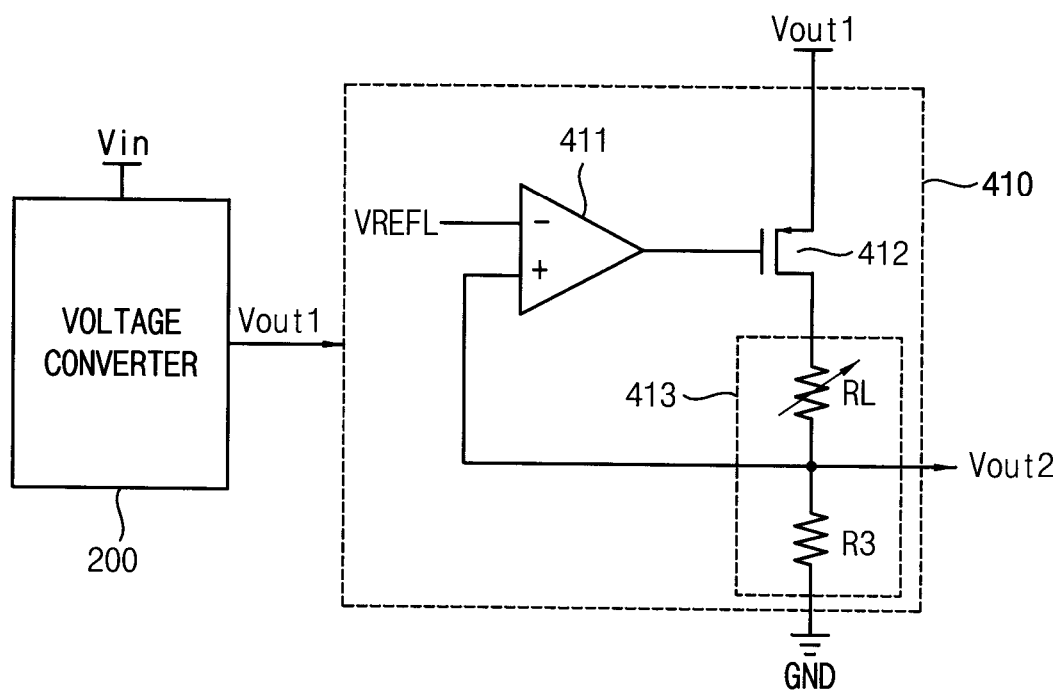 Vout1
411
410
Vin
VREFL
−
412
+
Vout1
VOLTAGE
CONVERTER
413
RL
Vout2
R3
200
GND